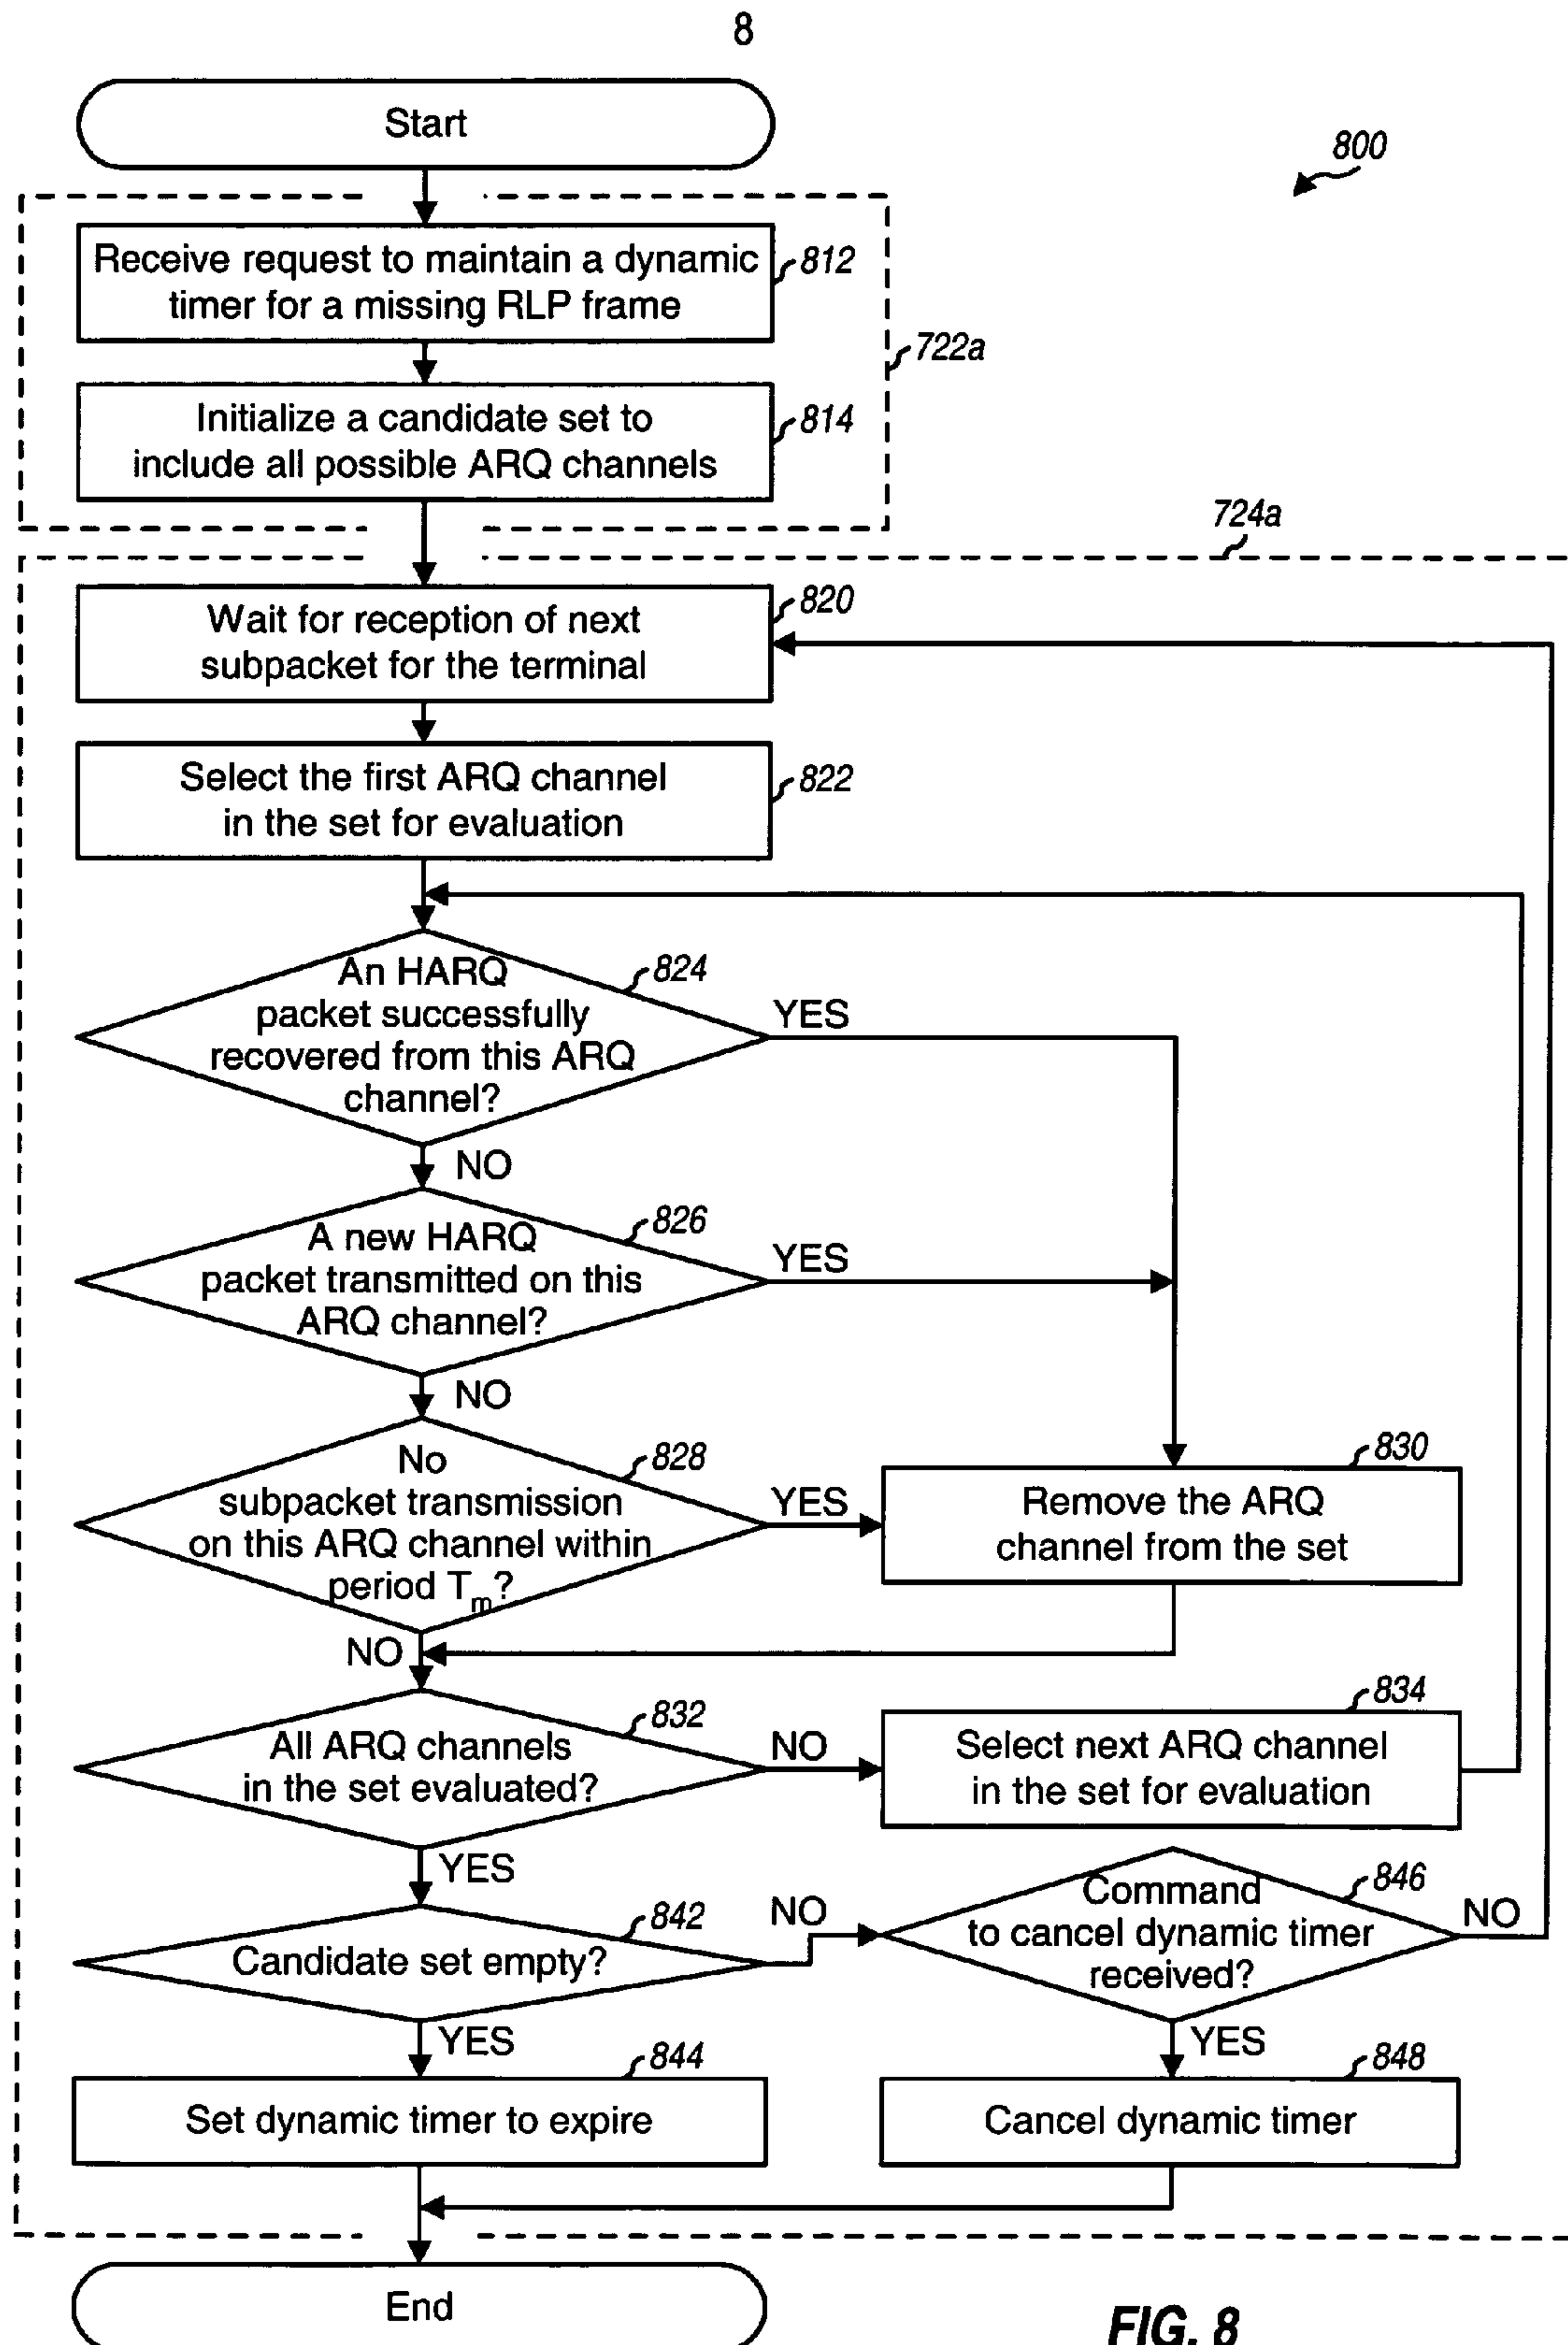 8
Start
800
Receive request to maintain a dynamic
timer for a missing RLP frame
812
722a
Initialize a candidate set to
include all possible ARQ channels
814
724a
Wait for reception of next
subpacket for the terminal
820
Select the first ARQ channel
in the set for evaluation
822
An HARQ
packet successfully
recovered from this ARQ
channel?
824
YES
NO
A new HARQ
packet transmitted on this
ARQ channel?
826
YES
NO
No
subpacket transmission
on this ARQ channel within
period Tm?
828
YES
Remove the ARQ
channel from the set
830
NO
All ARQ channels
in the set evaluated?
832
NO
Select next ARQ channel
in the set for evaluation
834
YES
Candidate set empty?
842
NO
Command
to cancel dynamic timer
received?
846
NO
YES
Set dynamic timer to expire
844
YES
Cancel dynamic timer
848
End
FIG. 8